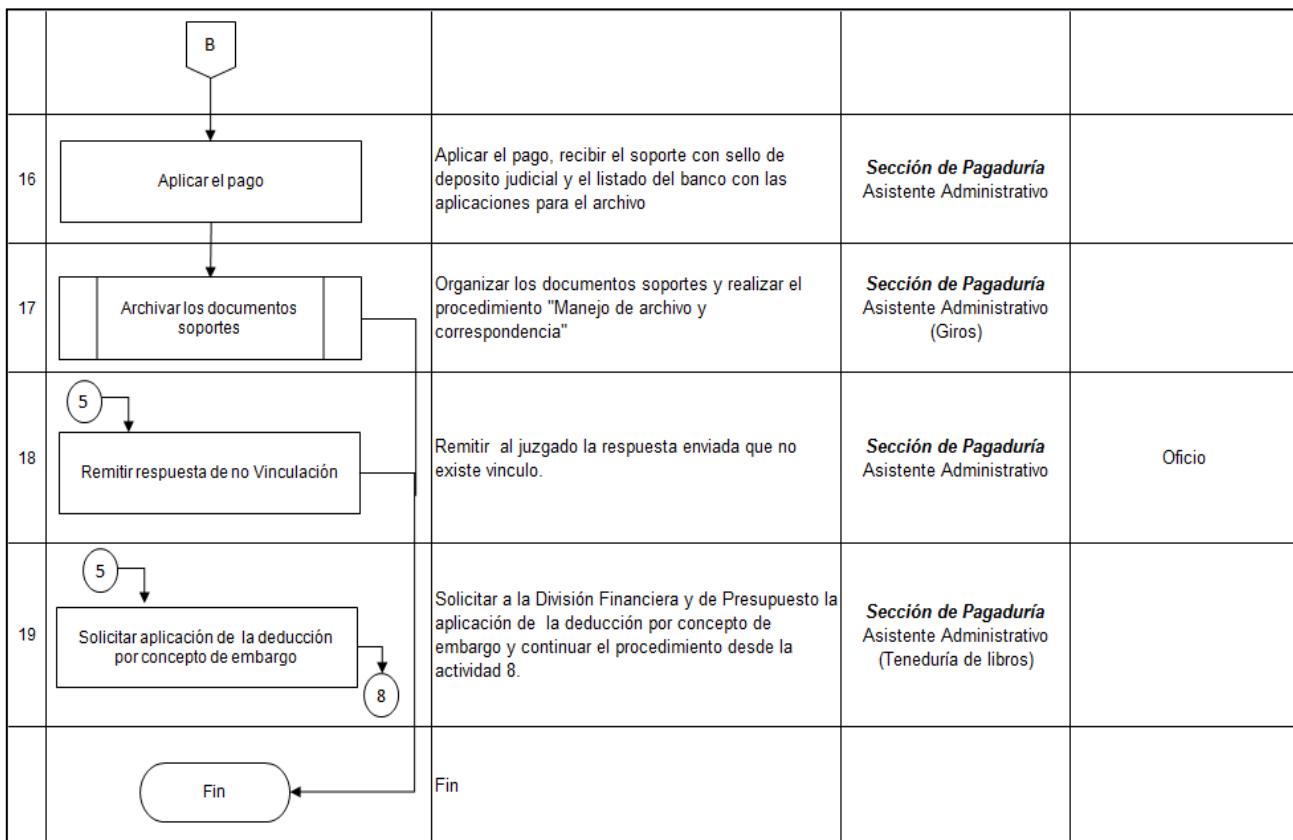 B
16
Aplicar el pago
Aplicar el pago, recibir el soporte con sello de
deposito judicial y el listado del banco con las
aplicaciones para el archivo
Sección de Pagaduría
Asistente Administrativo
17
Archivar los documentos
soportes
Organizar los documentos soportes y realizar el
procedimiento "Manejo de archivo y
correspondencia"
Sección de Pagaduría
Asistente Administrativo
(Giros)
5
18
Remitir respuesta de no Vinculación
Remitir al juzgado la respuesta enviada que no
existe vinculo.
Sección de Pagaduría
Asistente Administrativo
Oficio
5
19
Solicitar aplicación de la deducción
por concepto de embargo
8
Solicitar a la División Financiera y de Presupuesto la
aplicación de la deducción por concepto de
embargo y continuar el procedimiento desde la
actividad 8.
Sección de Pagaduría
Asistente Administrativo
(Teneduría de libros)
Fin
Fin